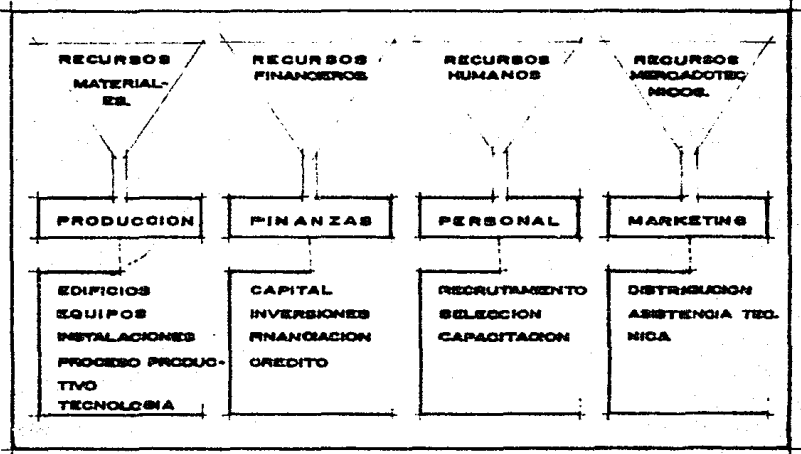 RECURSOS
MATERIAL-
ES.
RECURSOS
FINANCIEROS.
RECURSOS
HUMANOS
RECURSOS
MERCADOTEC
NICOS.
PRODUCCION
FINANZAS
PERSONAL
MARKETING
EDIFICIOS
EQUIPOS
INSTALACIONES
PROCESO PRODUC-
TIVO
TECNOLOGIA
CAPITAL
INVERSIONES
FINANCIACION
CREDITO
RECRUTAMIENTO
SELECCION
CAPACITACION
DISTRIBUCION
ASISTENCIA TEC-
NICA